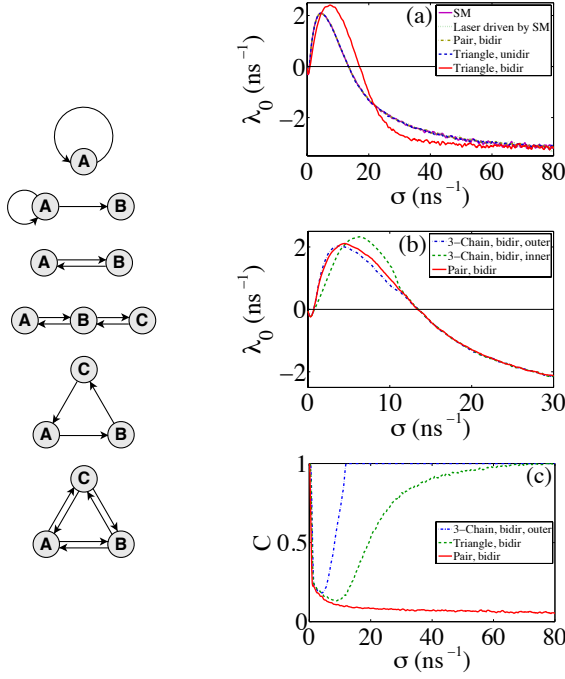 A
A B
A B
A B C
C
A B
C
A B
(a)
SM
Laser driven by SM
Pair, bidir
Triangle, unidir
Triangle, bidir
λ₀ (ns⁻¹)
2
0
−2
0 20 40 60 80
σ (ns⁻¹)
(b)
3−Chain, bidir, outer
3−Chain, bidir, inner
Pair, bidir
λ₀ (ns⁻¹)
2
0
−2
0 10 20 30
σ (ns⁻¹)
(c)
3−Chain, bidir, outer
Triangle, bidir
Pair, bidir
C
1
0.5
0
0 20 40 60 80
σ (ns⁻¹)